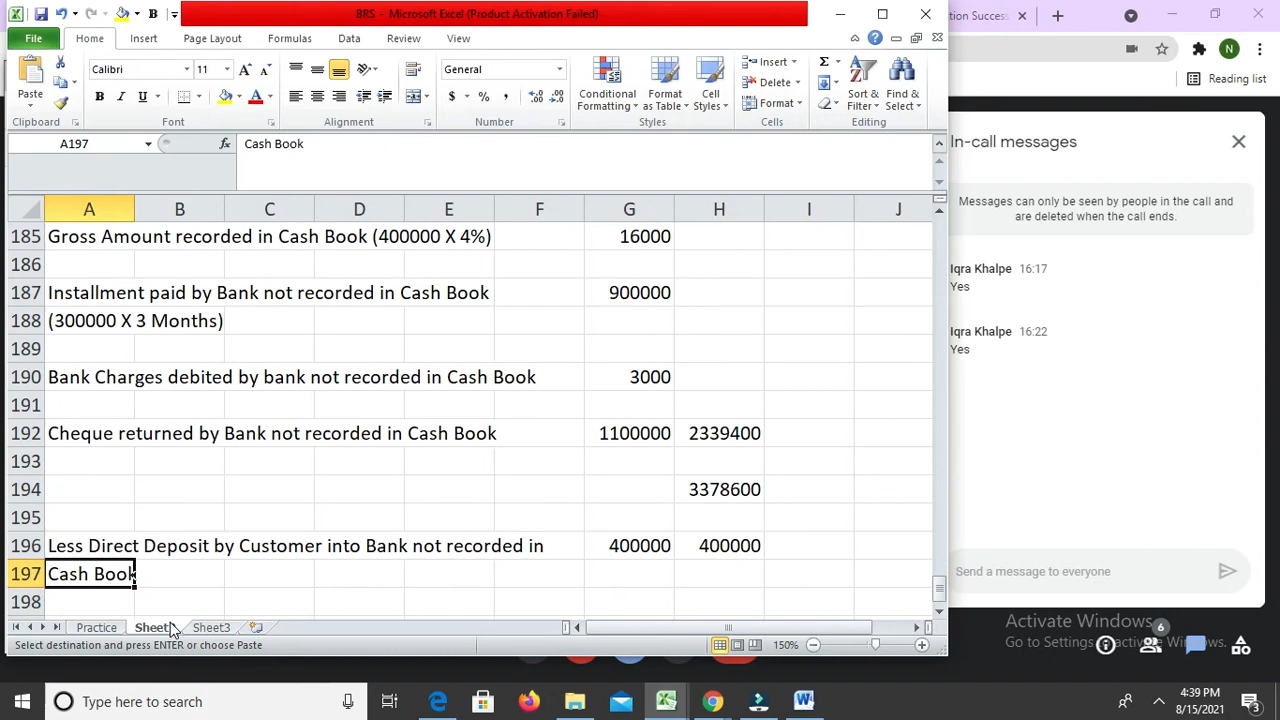 BRS - Microsoft Excel (Product Activation Failed)
tion Success
File Home Insert Page Layout Formulas Data Review View
N
Reading list
Paste
Calibri 11
General
B I U
$ % ,
Conditional Formatting
Format as Table
Cell Styles
Insert
Delete
Format
Sort & Filter
Find & Select
Clipboard Font Alignment Number Styles Cells Editing
A197 fx Cash Book
A B C D E F G H I J
185 Gross Amount recorded in Cash Book (400000 X 4%) 16000
186
187 Installment paid by Bank not recorded in Cash Book 900000
188 (300000 X 3 Months)
189
190 Bank Charges debited by bank not recorded in Cash Book 3000
191
192 Cheque returned by Bank not recorded in Cash Book 1100000 2339400
193
194 3378600
195
196 Less Direct Deposit by Customer into Bank not recorded in 400000 400000
197 Cash Book
198
Practice Sheet Sheet3
Select destination and press ENTER or choose Paste
150%
In-call messages
Messages can only be seen by people in the call and
are deleted when the call ends.
Iqra Khalpe 16:17
Yes
Iqra Khalpe 16:22
Yes
Send a message to everyone
Activate Windows
Go to Settings to activate Windows.
6
Type here to search
4:39 PM
8/15/2021
3